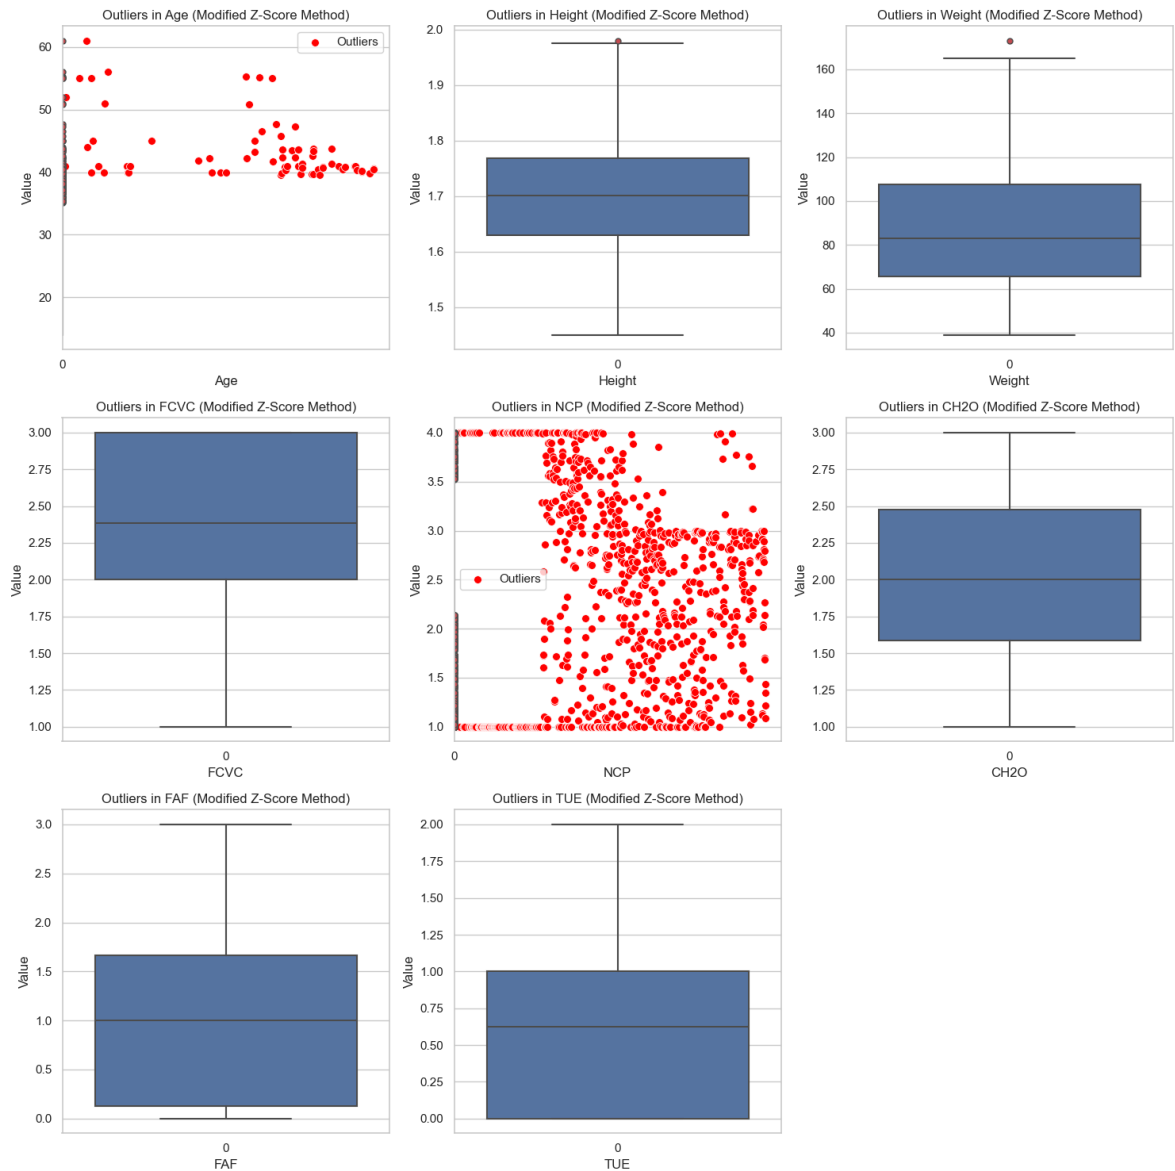 Outliers in Age (Modified Z-Score Method)
Outliers
Value
60
50
40
30
20
0
Age
Outliers in Height (Modified Z-Score Method)
Value
2.0
1.9
1.8
1.7
1.6
1.5
0
Height
Outliers in Weight (Modified Z-Score Method)
Value
160
140
120
100
80
60
40
0
Weight
Outliers in FCVC (Modified Z-Score Method)
Value
3.00
2.75
2.50
2.25
2.00
1.75
1.50
1.25
1.00
0
FCVC
Outliers in NCP (Modified Z-Score Method)
Outliers
Value
4.0
3.5
3.0
2.5
2.0
1.5
1.0
0
NCP
Outliers in CH2O (Modified Z-Score Method)
Value
3.00
2.75
2.50
2.25
2.00
1.75
1.50
1.25
1.00
0
CH2O
Outliers in FAF (Modified Z-Score Method)
Value
3.0
2.5
2.0
1.5
1.0
0.5
0.0
0
FAF
Outliers in TUE (Modified Z-Score Method)
Value
2.00
1.75
1.50
1.25
1.00
0.75
0.50
0.25
0.00
0
TUE